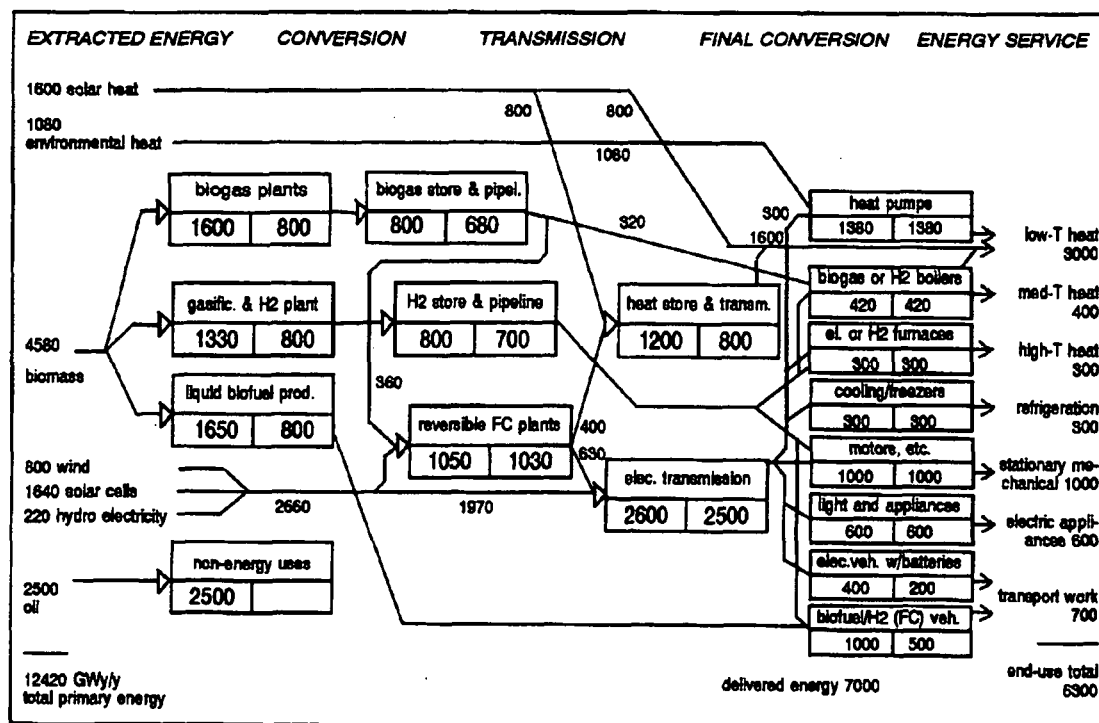 EXTRACTED ENERGY CONVERSION TRANSMISSION FINAL CONVERSION ENERGY SERVICE
1600 solar heat
800
800
1080
environmental heat
1080
biogas plants
1600 800
biogas store & pipel.
800 680
320
300
1600
heat pumps
1380 1380
low-T heat
3000
biogas or H2 boilers
420 420
med-T heat
400
gasific. & H2 plant
1330 800
H2 store & pipeline
800 700
heat store & transm.
1200 800
el. or H2 furnaces
300 300
high-T heat
300
4580
biomass
360
liquid biofuel prod.
1650 800
reversible FC plants
1050 1030
400
630
cooling/freezers
300 300
refrigeration
300
800 wind
1640 solar cells
220 hydro electricity
2660
1970
elec. transmission
2600 2500
motors, etc.
1000 1000
stationary me-
chanical 1000
light and appliances
600 600
electric appli-
ances 600
non-energy uses
2500
2500
oil
elec.veh. w/batteries
400 200
transport work
700
biofuel/H2 (FC) veh.
1000 500
12420 GWy/y
total primary energy
delivered energy 7000
end-use total
6300